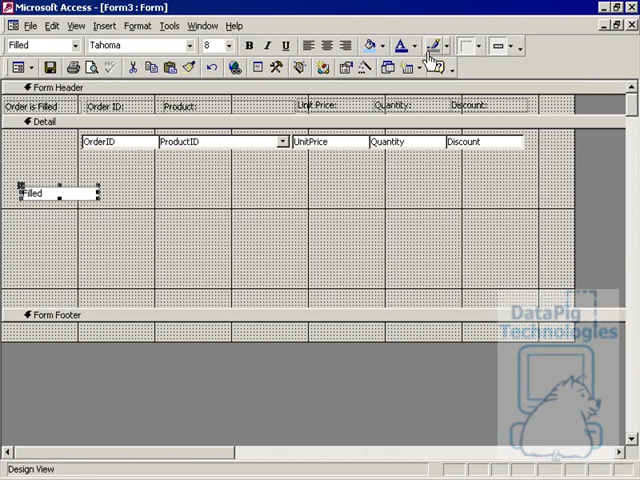 Microsoft Access - [Form3 : Form]
File Edit View Insert Format Tools Window Help
Filled Tahoma 8 B I U A
Form Header
Order is Filled Order ID: Product: Unit Price: Quantity: Discount:
Detail
OrderID ProductID UnitPrice Quantity Discount
Filled
Form Footer
DataPig
Technologies
Design View